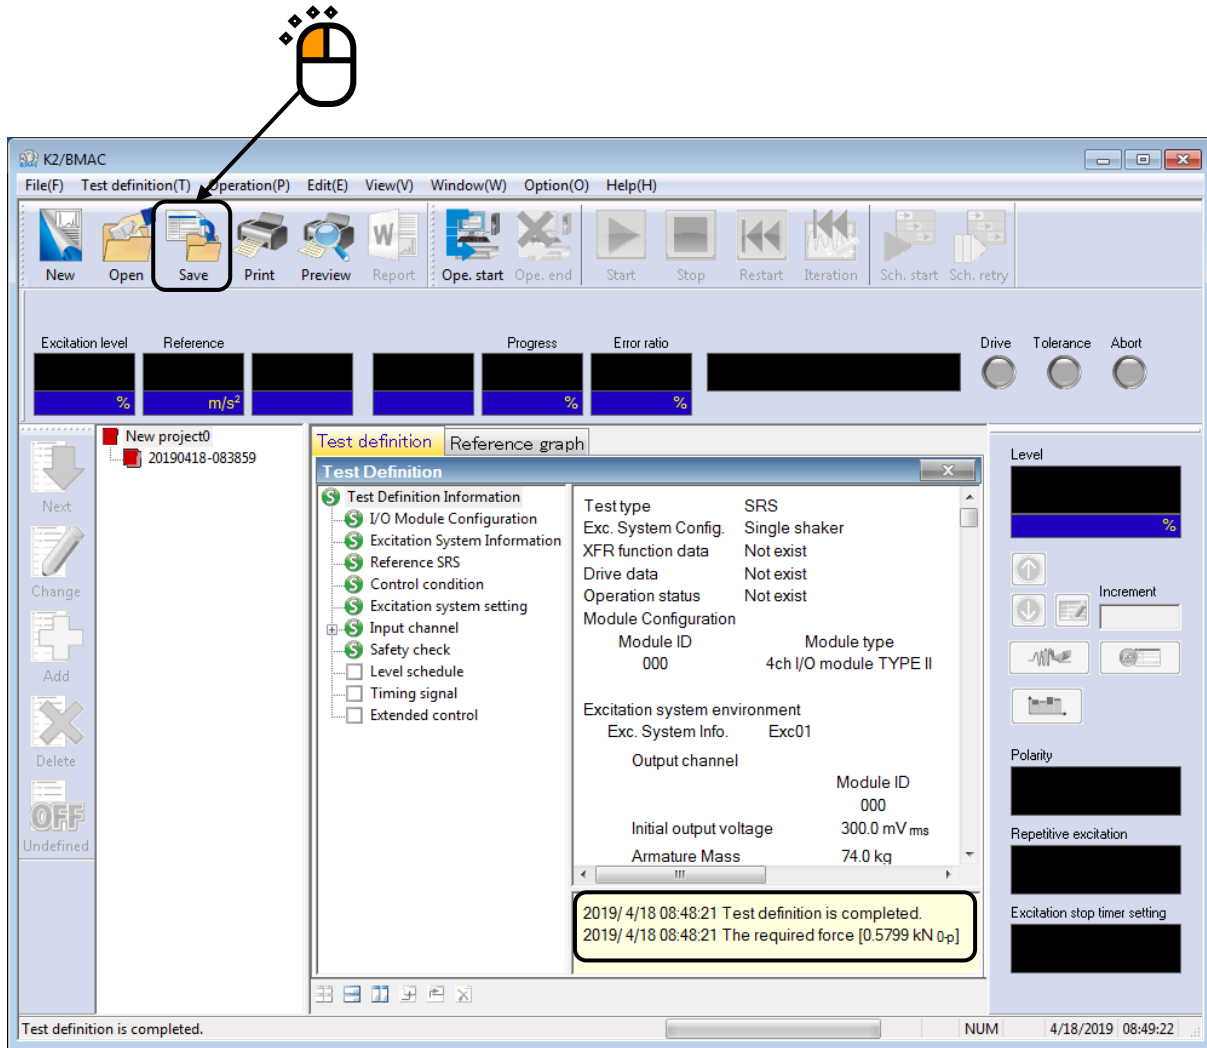 K2/BMAC
File(F) Test definition(T) Operation(P) Edit(E) View(V) Window(W) Option(O) Help(H)
New Open Save Print Preview Report Ope. start Ope. end Start Stop Restart Iteration Sch. start Sch. retry
Excitation level Reference Progress Error ratio Drive Tolerance Abort
% m/s² % %
Next
Change
Add
Delete
OFF
Undefined
New project0
20190418-083859
Test definition Reference graph
Test Definition
Test Definition Information
I/O Module Configuration
Excitation System Information
Reference SRS
Control condition
Excitation system setting
Input channel
Safety check
Level schedule
Timing signal
Extended control
Test type SRS
Exc. System Config. Single shaker
XFR function data Not exist
Drive data Not exist
Operation status Not exist
Module Configuration
Module ID Module type
000 4ch I/O module TYPE II
Excitation system environment
Exc. System Info. Exc01
Output channel
Module ID
000
Initial output voltage 300.0 mV rms
Armature Mass 74.0 kg
2019/ 4/18 08:48:21 Test definition is completed.
2019/ 4/18 08:48:21 The required force [0.5799 kN 0-p]
Level
%
Increment
Polarity
Repetitive excitation
Excitation stop timer setting
Test definition is completed. NUM 4/18/2019 08:49:22